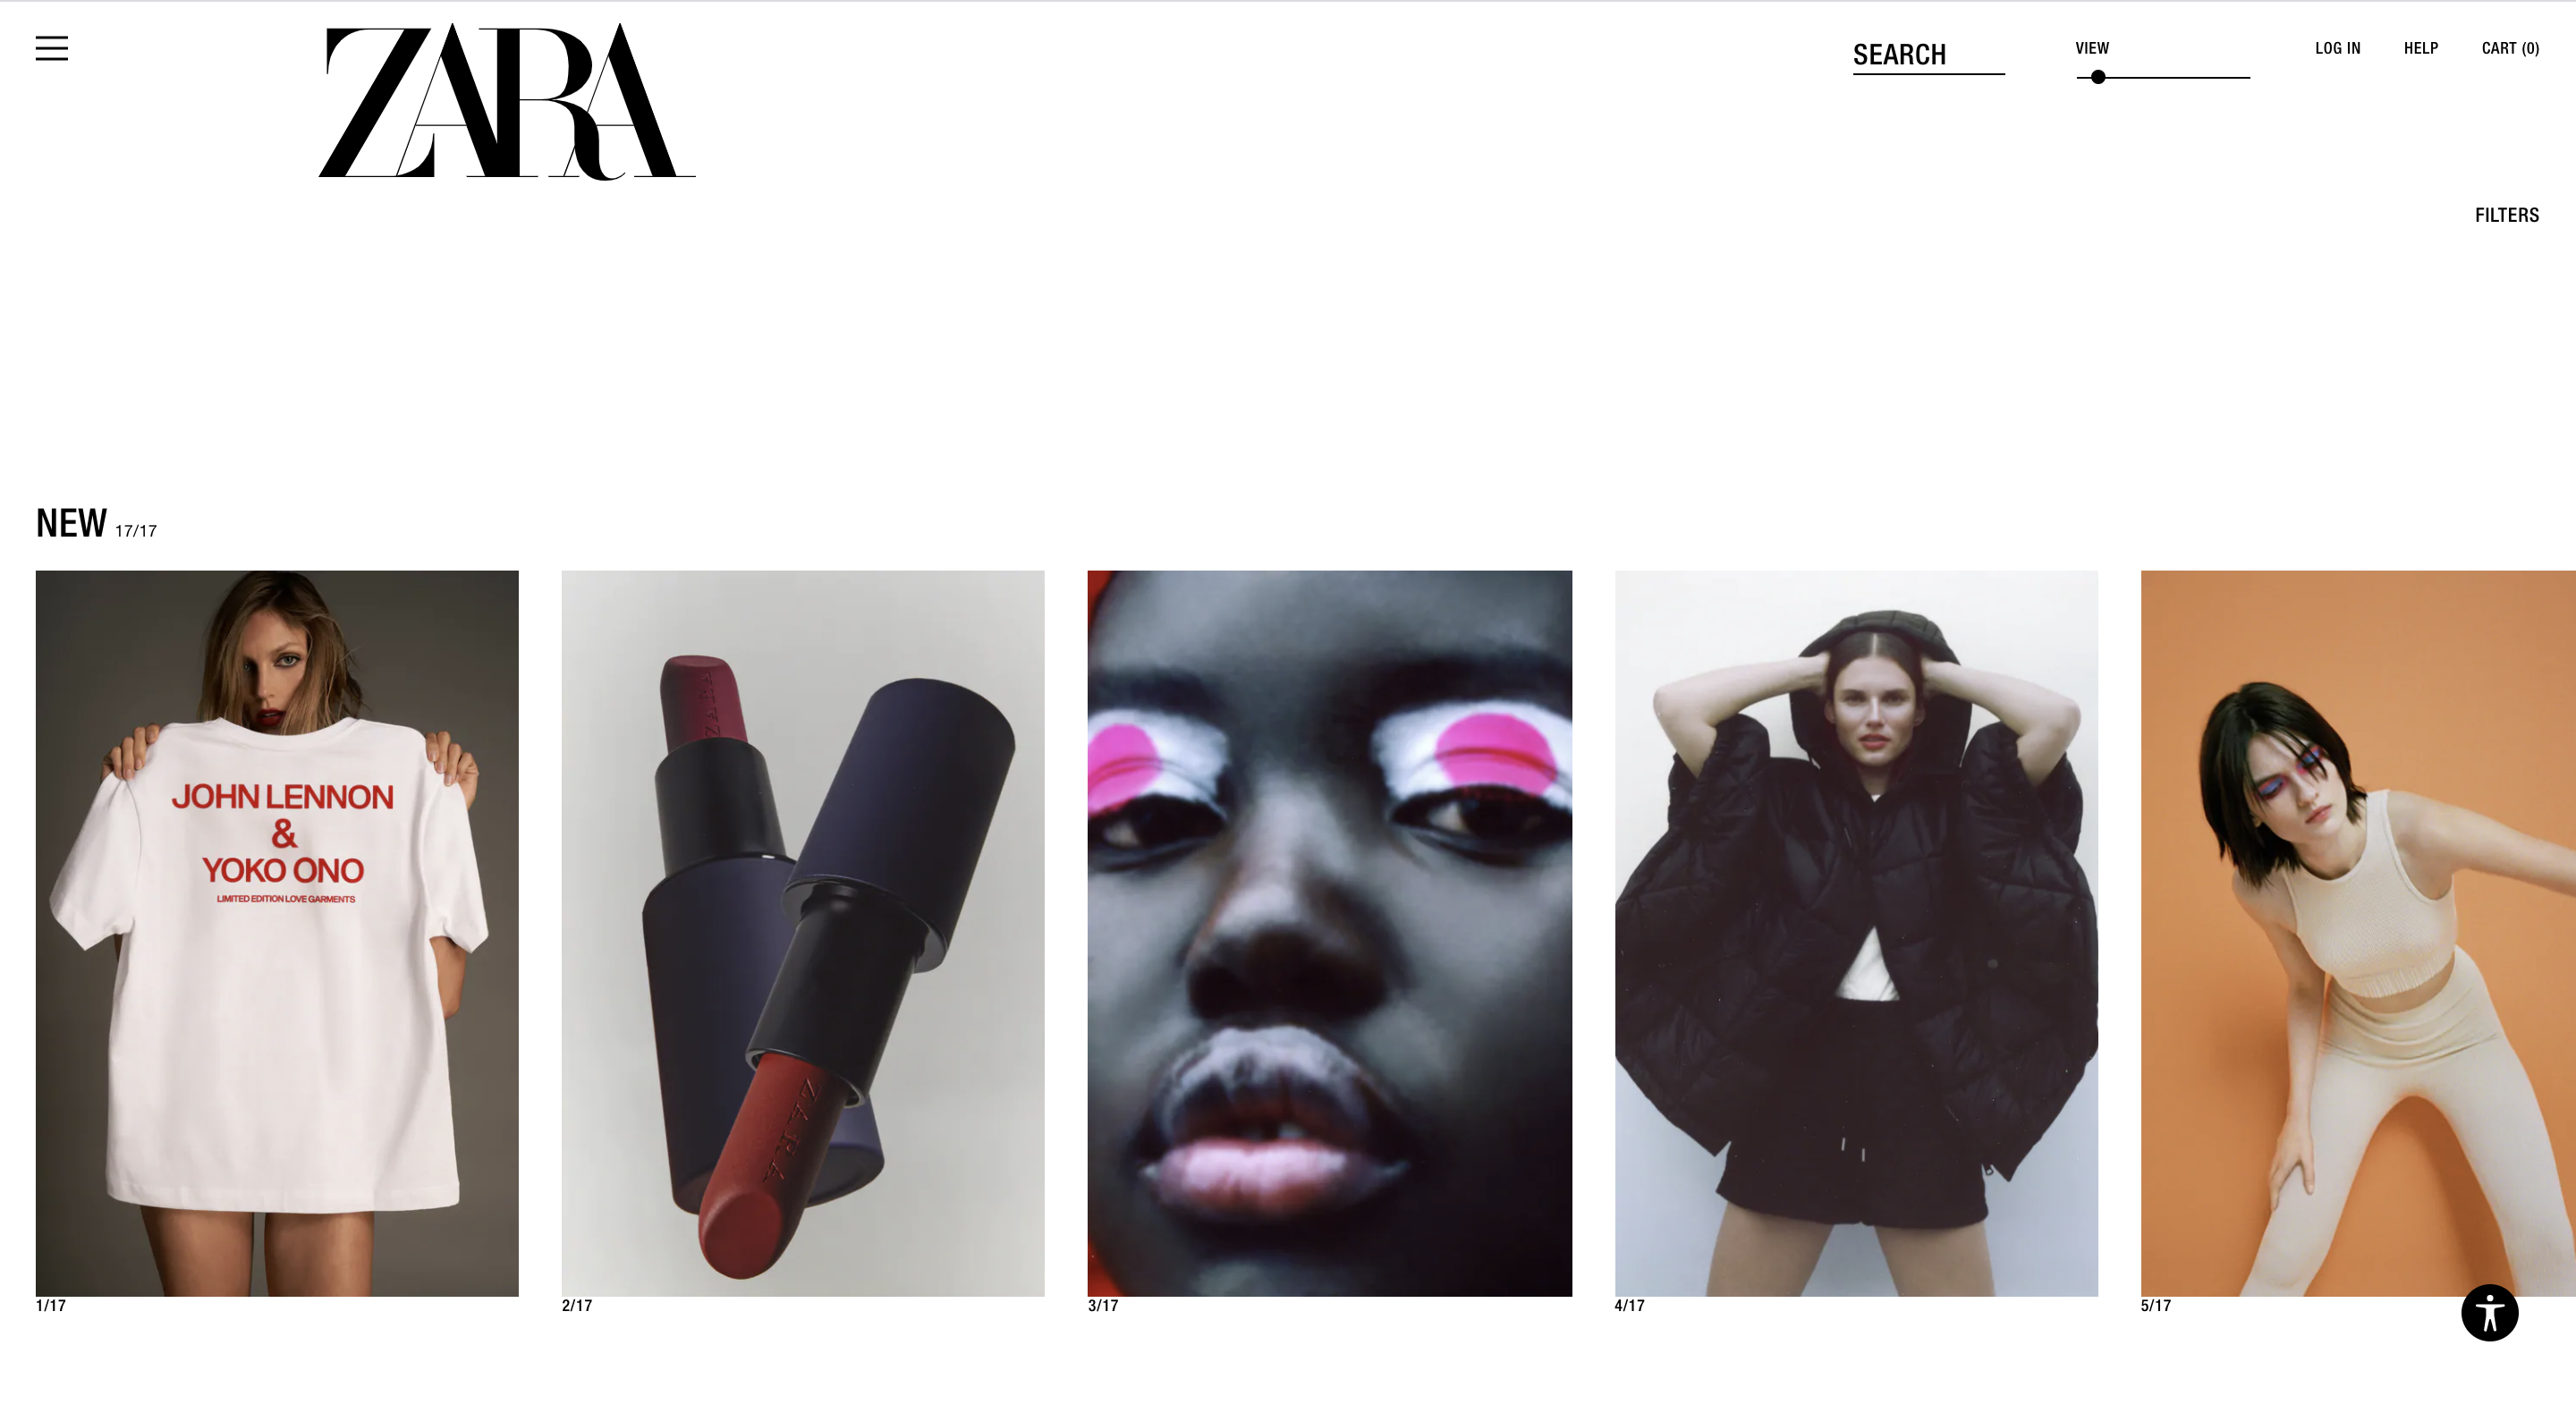 ZARA
SEARCH
VIEW
LOG IN
HELP
CART (0)
FILTERS
NEW 17/17
JOHN LENNON
&
YOKO ONO
LIMITED EDITION LOVE GARMENTS
ZARA
ZARA
1/17
2/17
3/17
4/17
5/17